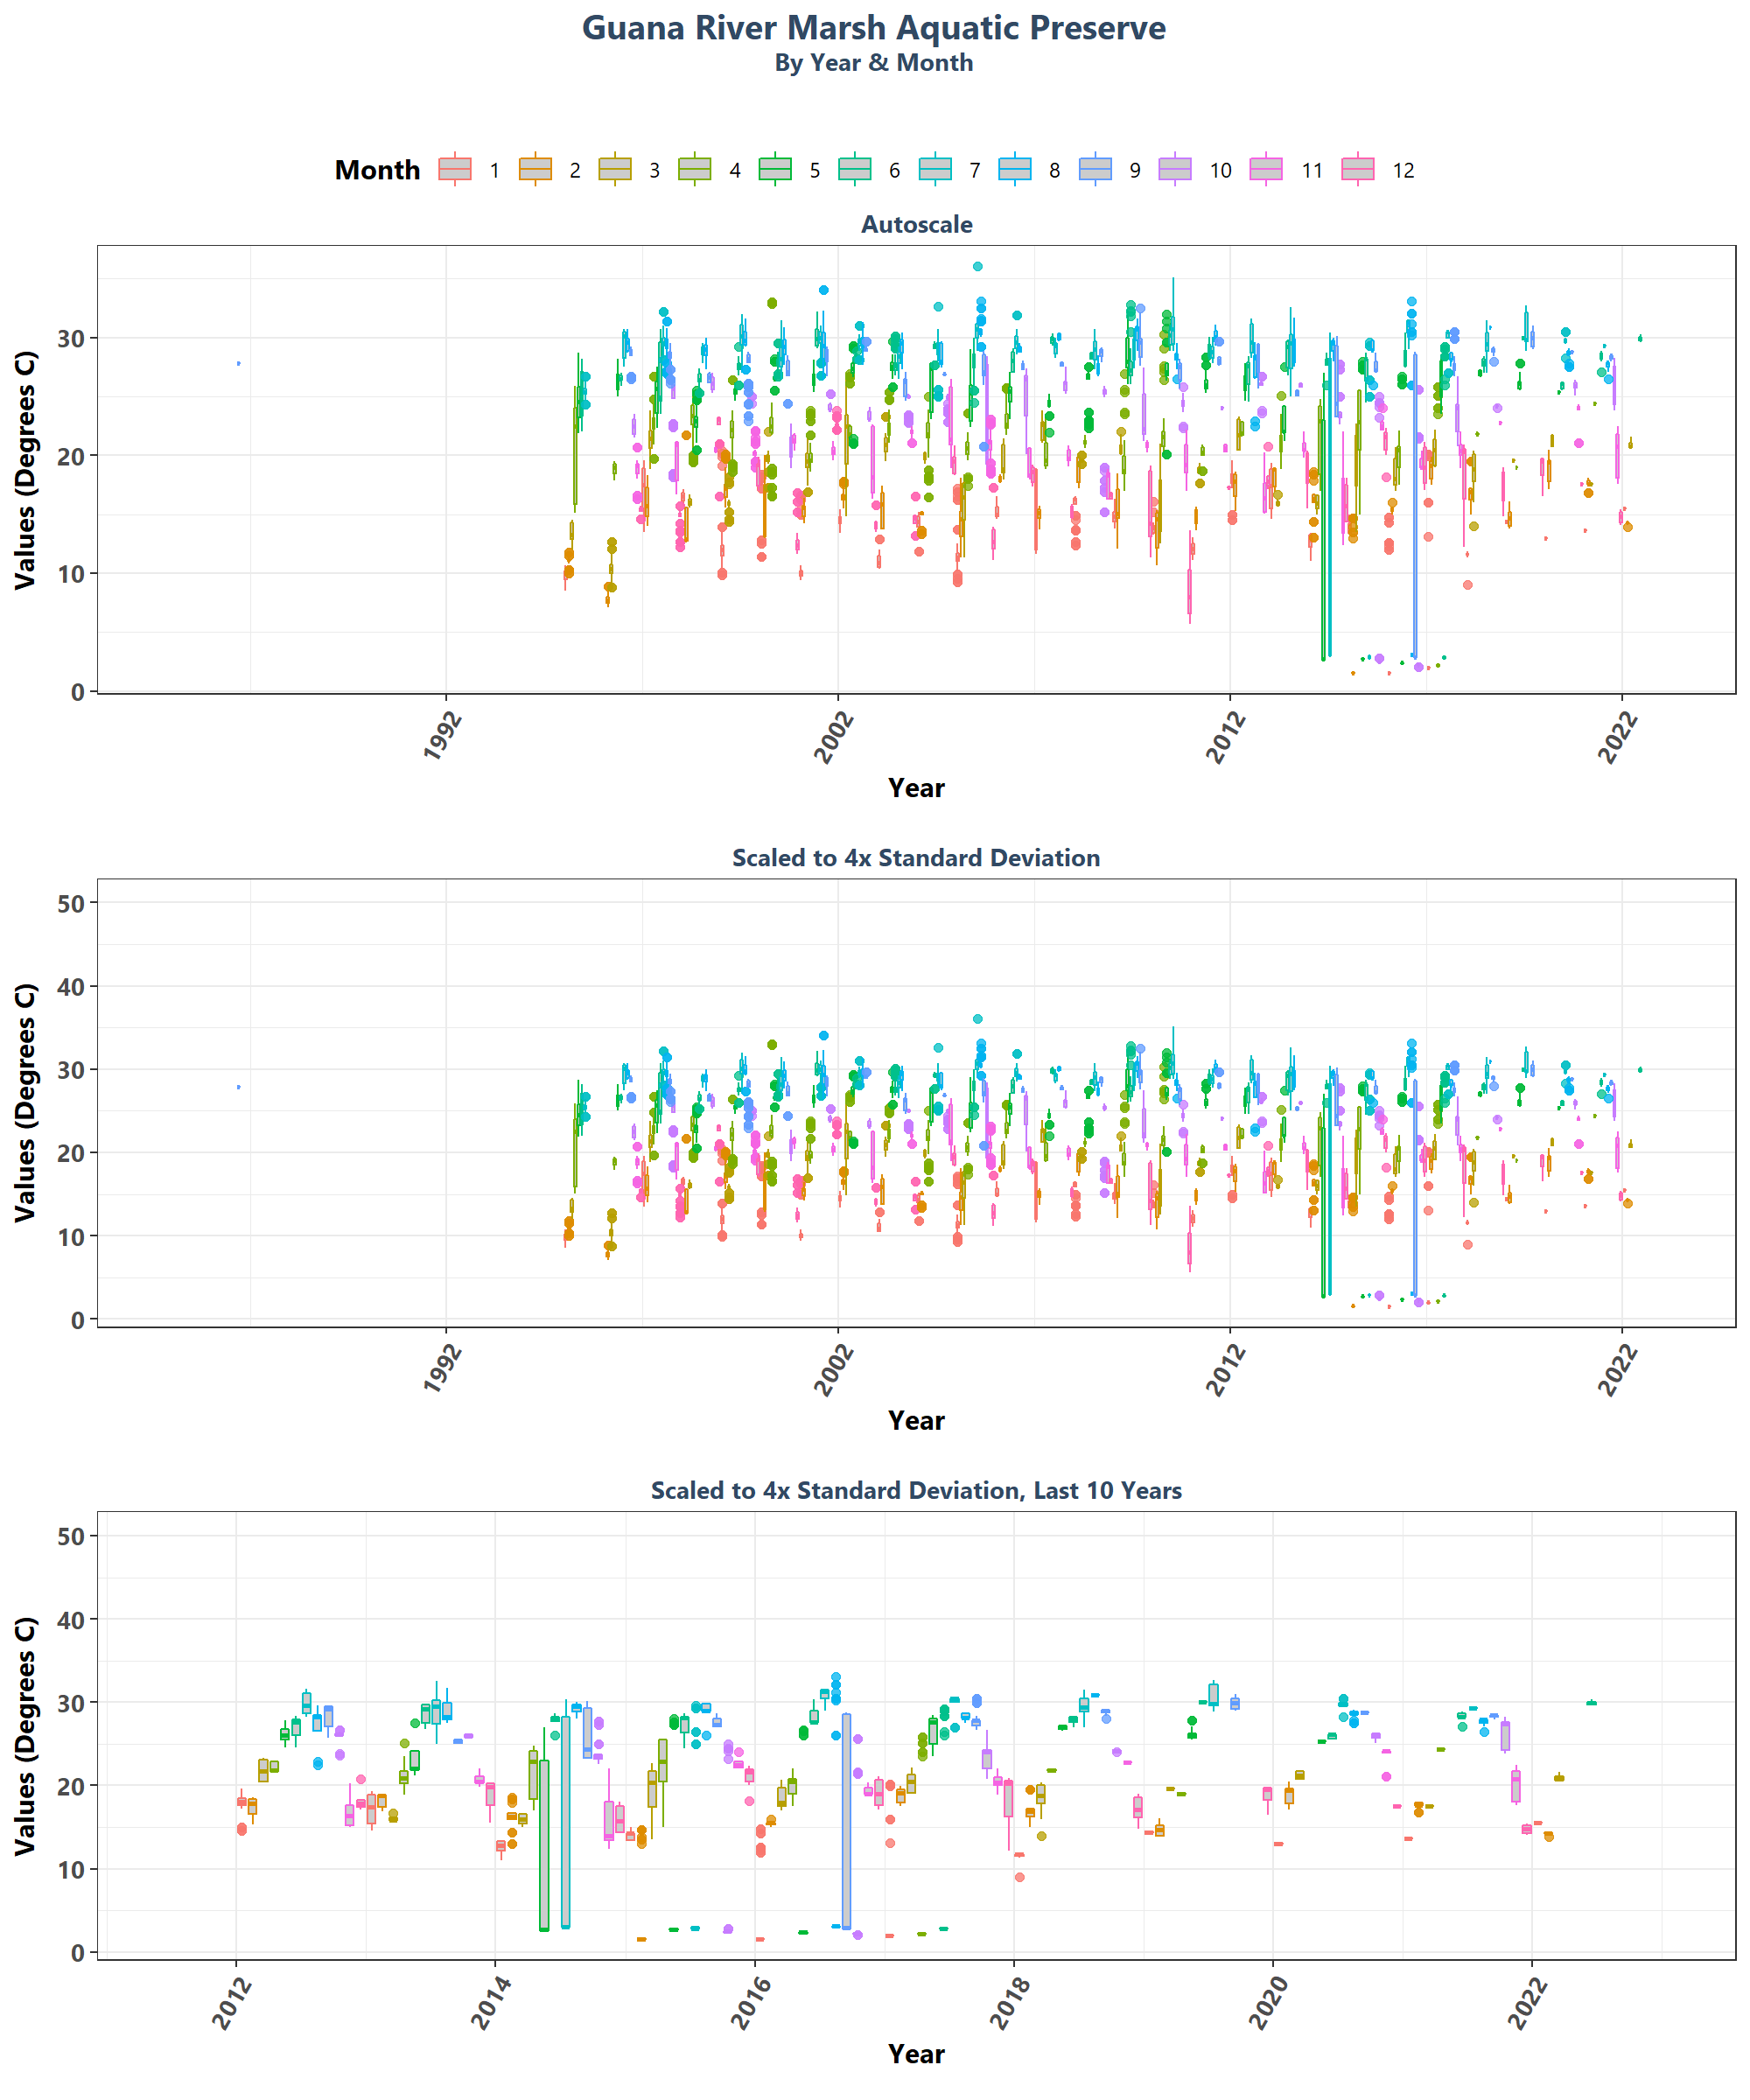 Guana River Marsh Aquatic Preserve
By Year & Month
Month 1 2 3 4 5 6 7 8 9 10 11 12
Autoscale
Values (Degrees C)
30
20
10
0
1992 2002 2012 2022
Year
Scaled to 4x Standard Deviation
Values (Degrees C)
50
40
30
20
10
0
1992 2002 2012 2022
Year
Scaled to 4x Standard Deviation, Last 10 Years
Values (Degrees C)
50
40
30
20
10
0
2012 2014 2016 2018 2020 2022
Year